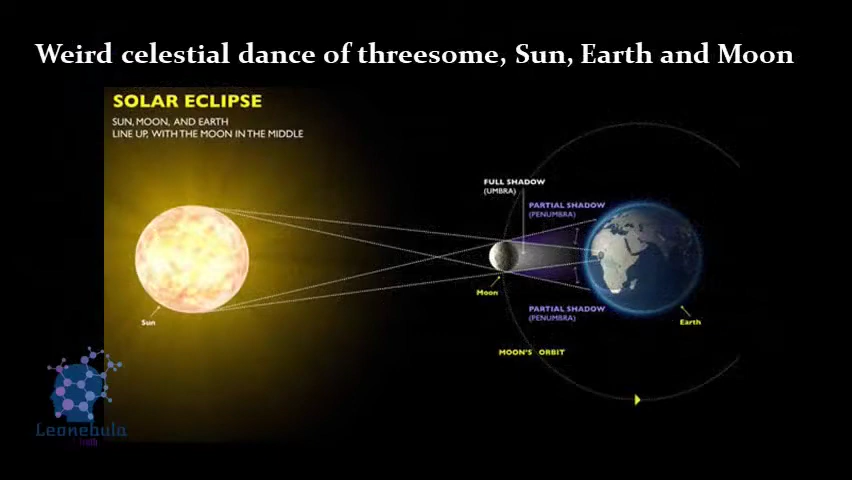 Weird celestial dance of threesome, Sun, Earth and Moon
SOLAR ECLIPSE
SUN, MOON, AND EARTH
LINE UP, WITH THE MOON IN THE MIDDLE
FULL SHADOW
(UMBRA)
PARTIAL SHADOW
(PENUMBRA)
Moon
Sun
PARTIAL SHADOW
(PENUMBRA)
Earth
MOON'S ORBIT
Leonebula
Truth